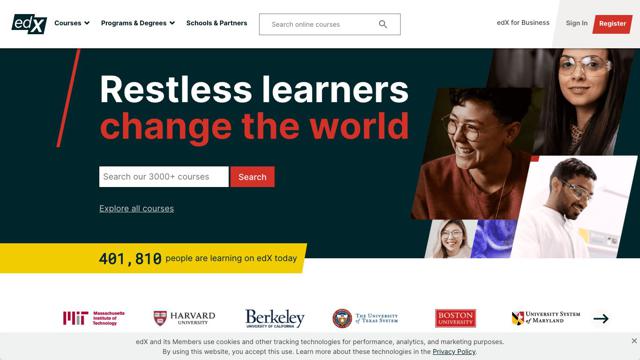 edX
Courses
Programs & Degrees
Schools & Partners
Search online courses
edX for Business
Sign In
Register
Restless learners
change the world
Search our 3000+ courses
Search
Explore all courses
401,810 people are learning on edX today
Massachusetts
Institute of
Technology
HARVARD
UNIVERSITY
Berkeley
UNIVERSITY OF CALIFORNIA
THE
UNIVERSITY OF TEXAS SYSTEM
BOSTON
UNIVERSITY
UNIVERSITY SYSTEM
of MARYLAND
edX and its Members use cookies and other tracking technologies for performance, analytics, and marketing purposes.
By using this website, you accept this use. Learn more about these technologies in the Privacy Policy.